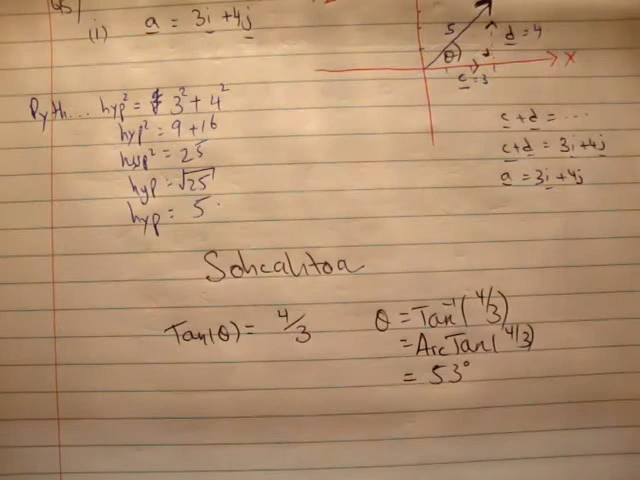 (i) a = 3i + 4j
5
d = 4
θ
x
c = 3
Pyth... hyp² = 3² + 4²
hyp² = 9 + 16
hyp² = 25
hyp = √25
hyp = 5
c + d = ...
c + d = 3i + 4j
a = 3i + 4j
Sohcahtoa
Tan(θ) = 4/3
θ = Tan⁻¹(4/3)
= ArcTan(4/3)
= 53°